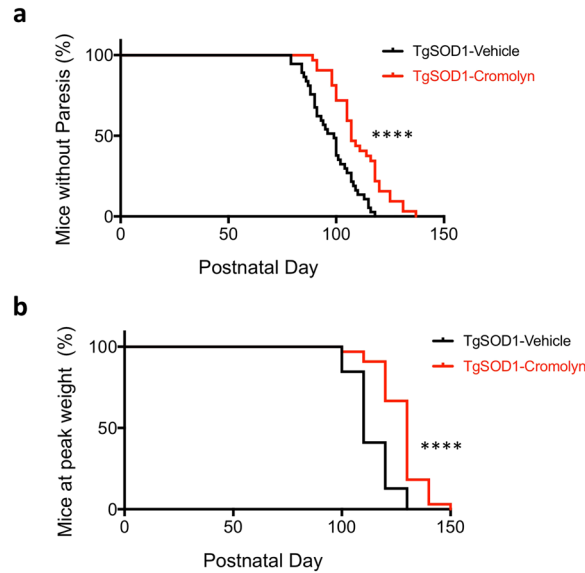 a
Mice without Paresis (%)
100
50
0
0 50 100 150
Postnatal Day
TgSOD1-Vehicle
TgSOD1-Cromolyn
****
b
Mice at peak weight (%)
100
50
0
0 50 100 150
Postnatal Day
TgSOD1-Vehicle
TgSOD1-Cromolyn
****